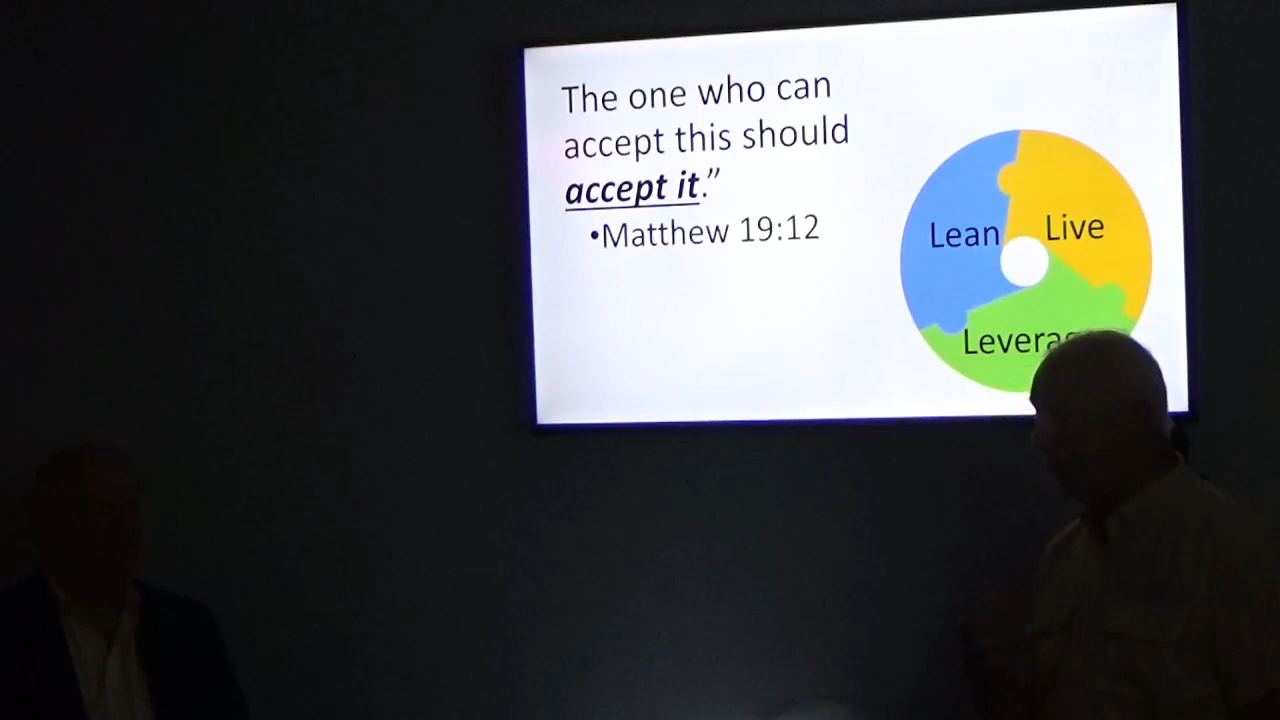 The one who can
accept this should
accept it.”
•Matthew 19:12
Lean
Live